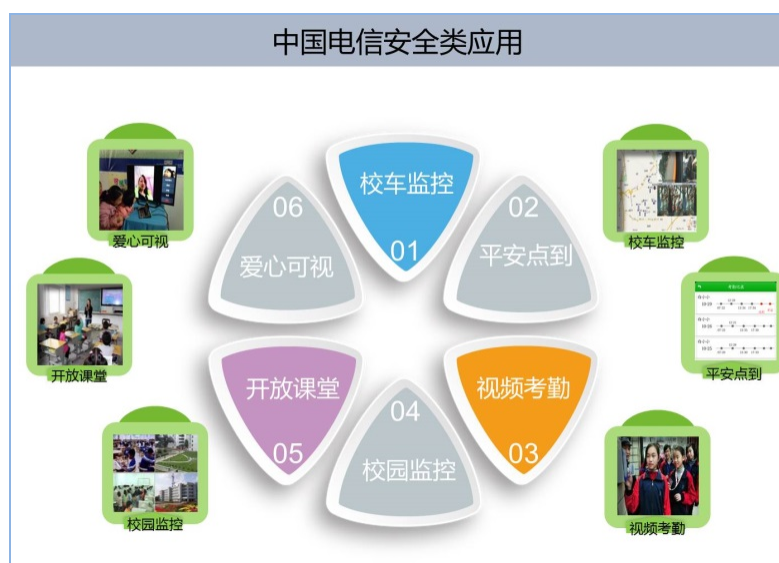 中国电信安全类应用
校车监控
01
02
平安点到
视频考勤
03
04
校园监控
开放课堂
05
06
爱心可视
爱心可视
开放课堂
校园监控
校车监控
平安点到
视频考勤